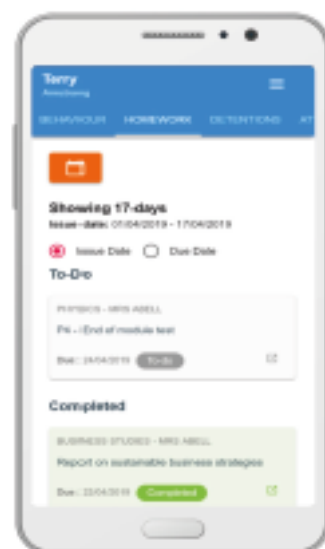 Terry
Armstrong
BEHAVIOUR HOMEWORK DETENTIONS AT
Showing 17-days
Issue-date: 01/04/2019 - 17/04/2019
Issue Date Due Date
To-Do
PHYSICS - MRS ABELL
P4 - End of module test
Due: 24/04/2019 To-do
Completed
BUSINESS STUDIES - MRS ABELL
Report on sustainable business strategies
Due: 22/04/2019 Completed